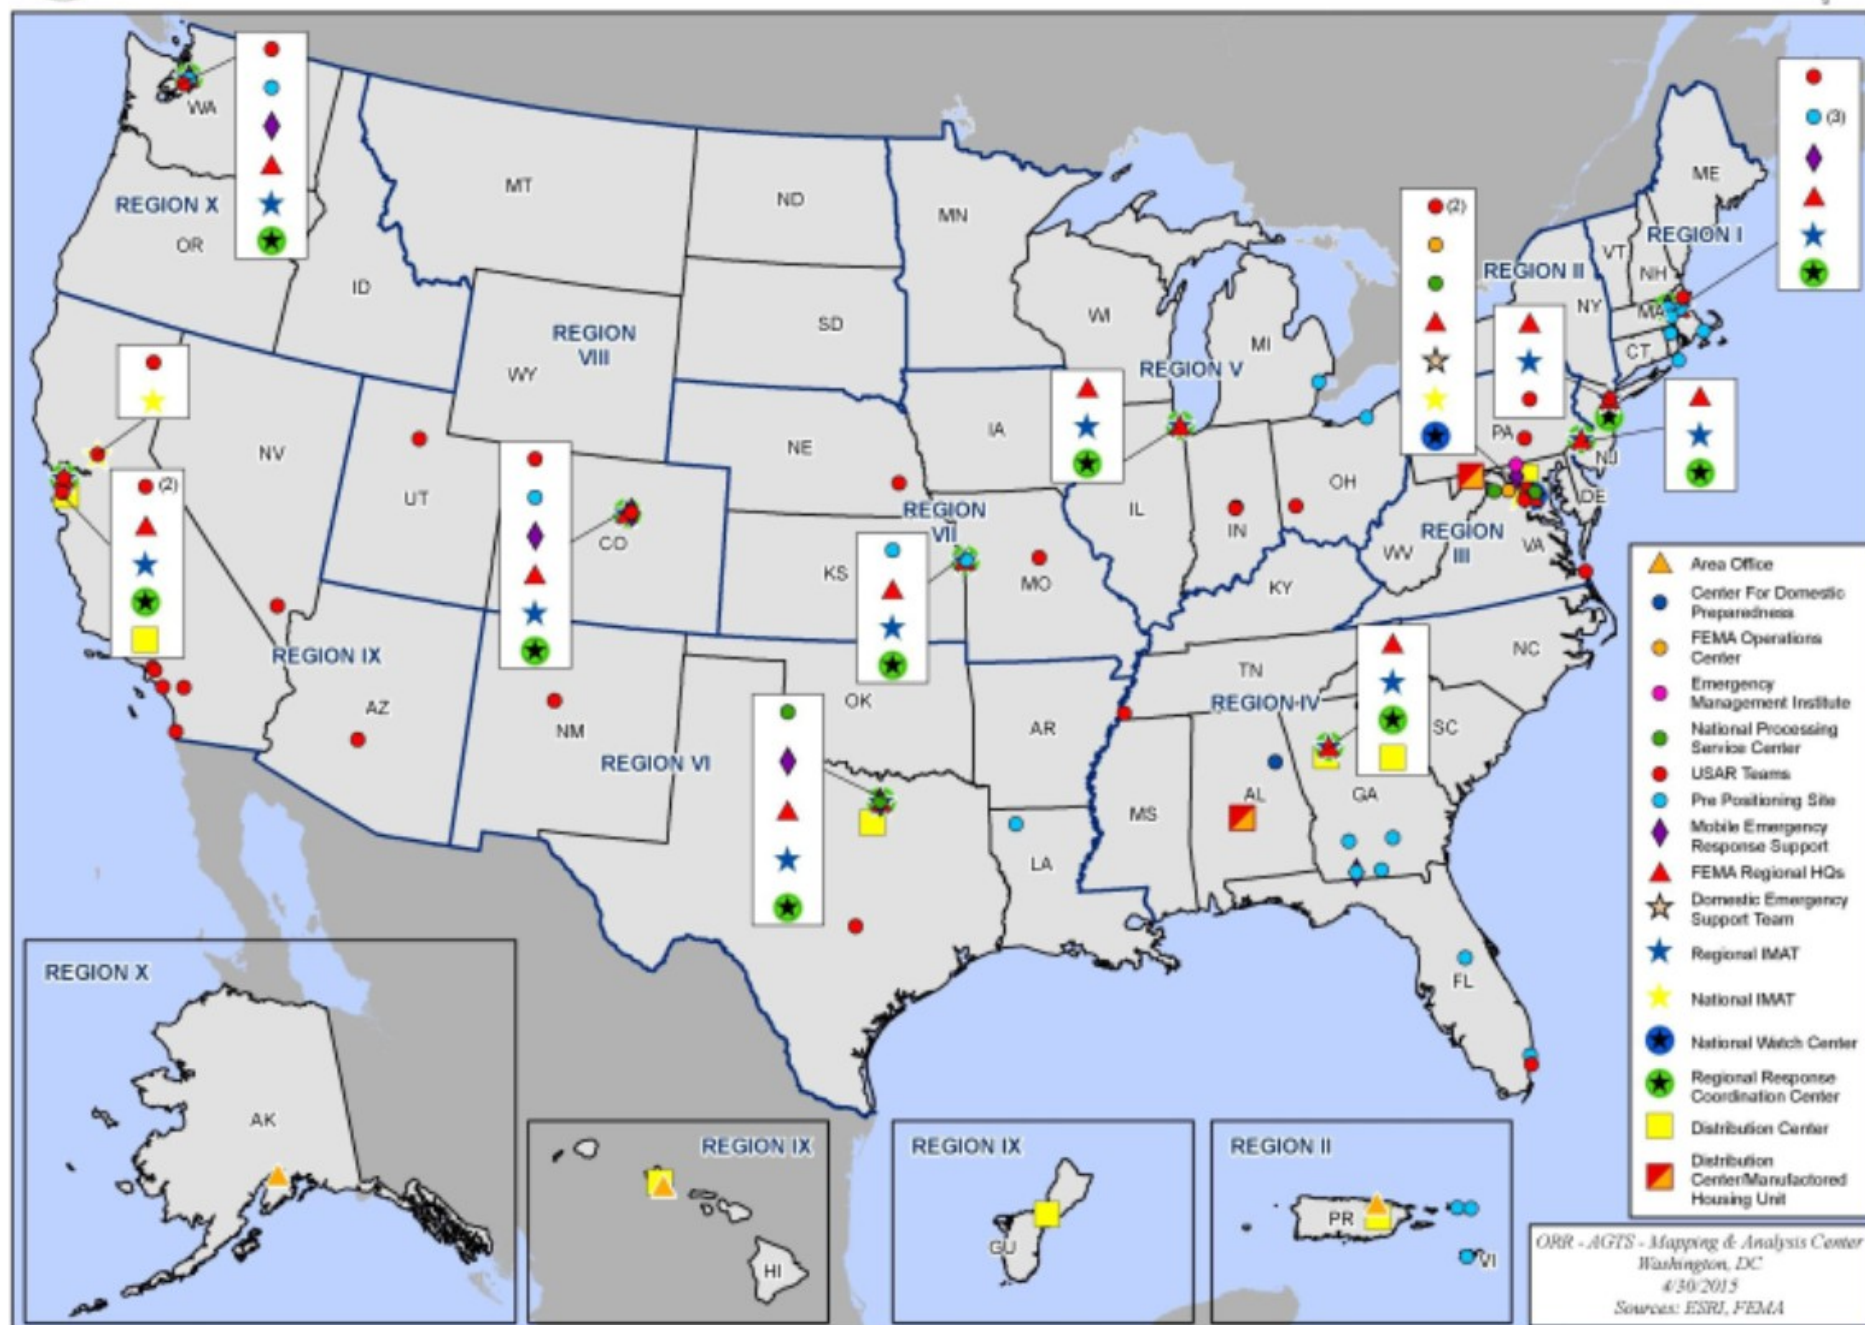 WA
REGION X
OR
MT
ID
ND
MN
SD
REGION
VIII
WY
WI
MI
REGION V
(2)
REGION II
NY
VT
NH
ME
REGION I
(3)
MA
CT
NV
UT
CO
NE
IA
REGION
VII
KS
MO
IL
IN
OH
PA
NJ
DE
WV
REGION
III
VA
KY
(2)
REGION IX
AZ
NM
REGION VI
OK
AR
TN
REGION IV
NC
SC
MS
AL
GA
LA
FL
Area Office
Center For Domestic
Preparedness
FEMA Operations
Center
Emergency
Management Institute
National Processing
Service Center
USAR Teams
Pre Positioning Site
Mobile Emergency
Response Support
FEMA Regional HQs
Domestic Emergency
Support Team
Regional IMAT
National IMAT
National Watch Center
Regional Response
Coordination Center
Distribution Center
Distribution
Center/Manufactored
Housing Unit
REGION X
AK
REGION IX
HI
REGION IX
GU
REGION II
PR
VI
ORR - AGTS - Mapping & Analysis Center
Washington, DC
4/30/2015
Sources: ESRI, FEMA